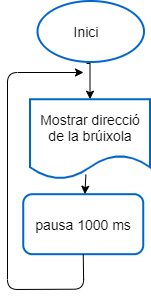 Inici
Mostrar direcció
de la brúixola
pausa 1000 ms